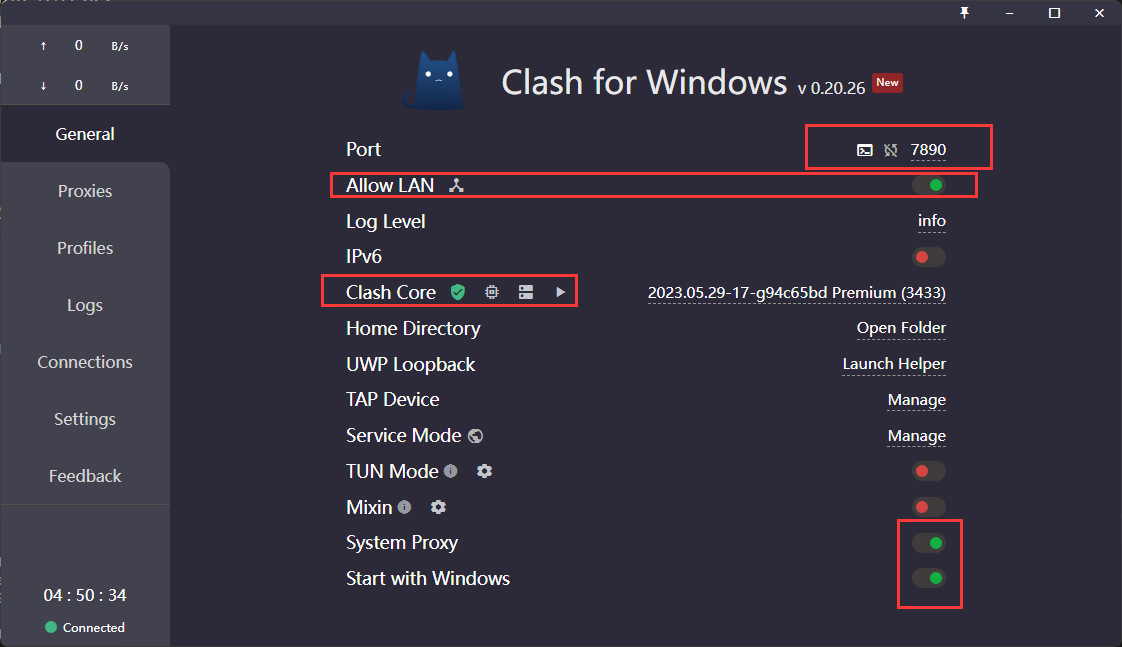 ↑ 0 B/s
↓ 0 B/s
General
Proxies
Profiles
Logs
Connections
Settings
Feedback
04 : 50 : 34
Connected
Clash for Windows v 0.20.26 New
Port 7890
Allow LAN
Log Level info
IPv6
Clash Core 2023.05.29-17-g94c65bd Premium (3433)
Home Directory Open Folder
UWP Loopback Launch Helper
TAP Device Manage
Service Mode Manage
TUN Mode
Mixin
System Proxy
Start with Windows